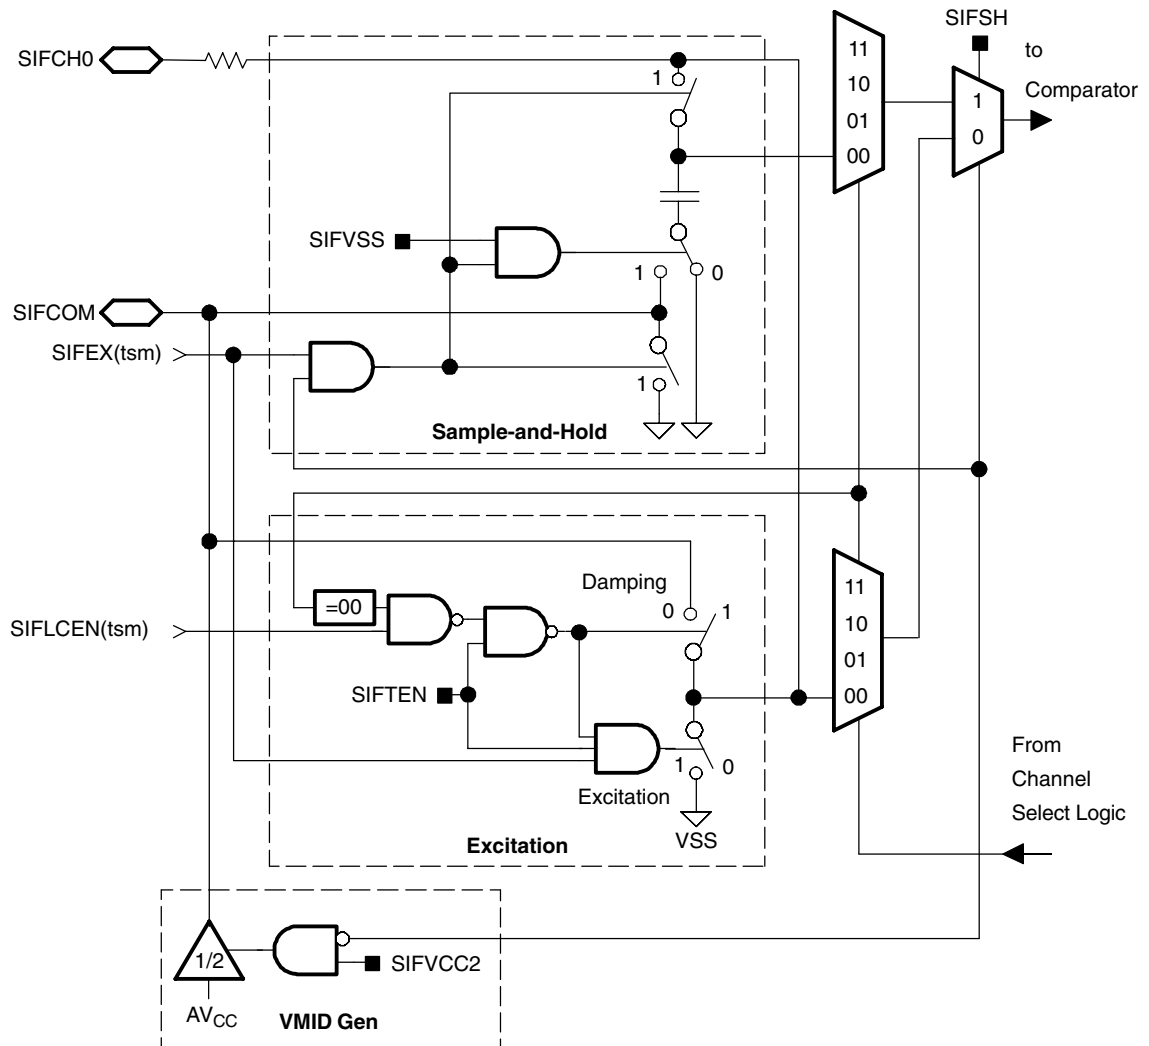 SIFSH
SIFCH0
to
Comparator
11
10
01
00
1
0
1
SIFVSS
1
0
SIFCOM
SIFEX(tsm)
1
Sample-and-Hold
Damping
0
1
=00
SIFLCEN(tsm)
SIFTEN
11
10
01
00
1
0
Excitation
VSS
Excitation
From
Channel
Select Logic
1/2
SIFVCC2
AVCC
VMID Gen